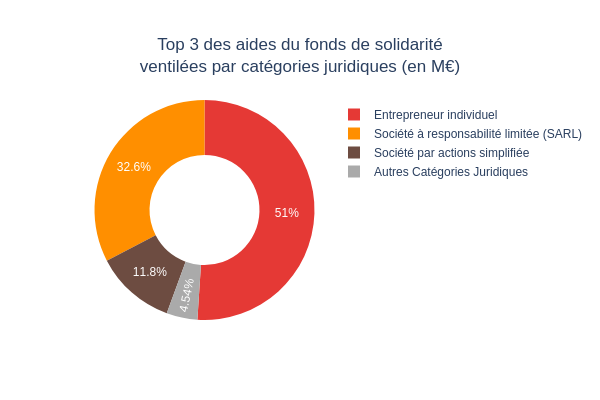 Top 3 des aides du fonds de solidarité
ventilées par catégories juridiques (en M€)
Entrepreneur individuel
Société à responsabilité limitée (SARL)
Société par actions simplifiée
Autres Catégories Juridiques
32.6%
51%
11.8%
4.54%